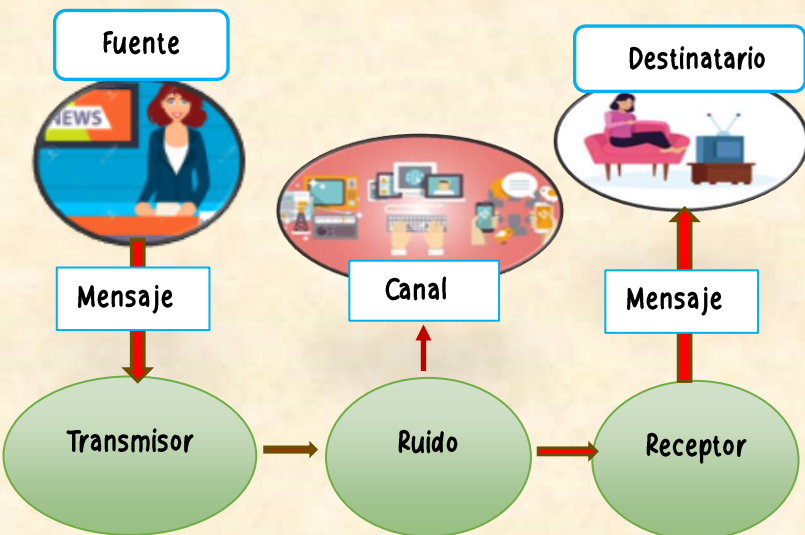 Fuente
Destinatario
NEWS
Mensaje
Canal
Mensaje
Transmisor
Ruido
Receptor